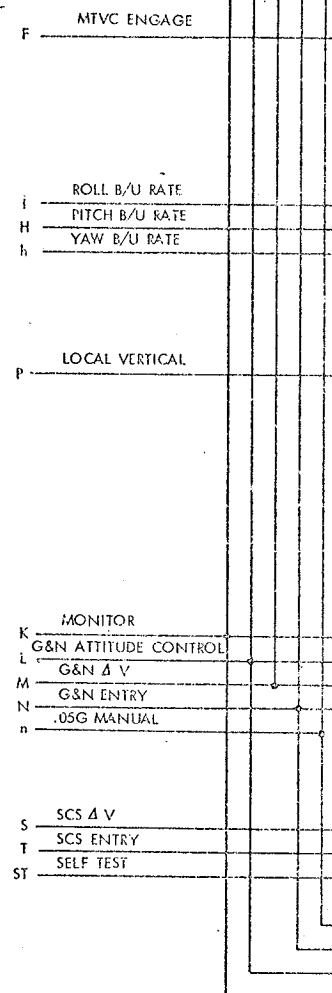 MTVC ENGAGE
F
ROLL B/U RATE
i
PITCH B/U RATE
H
YAW B/U RATE
h
LOCAL VERTICAL
P
MONITOR
K
G&N ATTITUDE CONTROL
L
G&N Δ V
M
G&N ENTRY
N
.05G MANUAL
n
SCS Δ V
S
SCS ENTRY
T
SELF TEST
ST